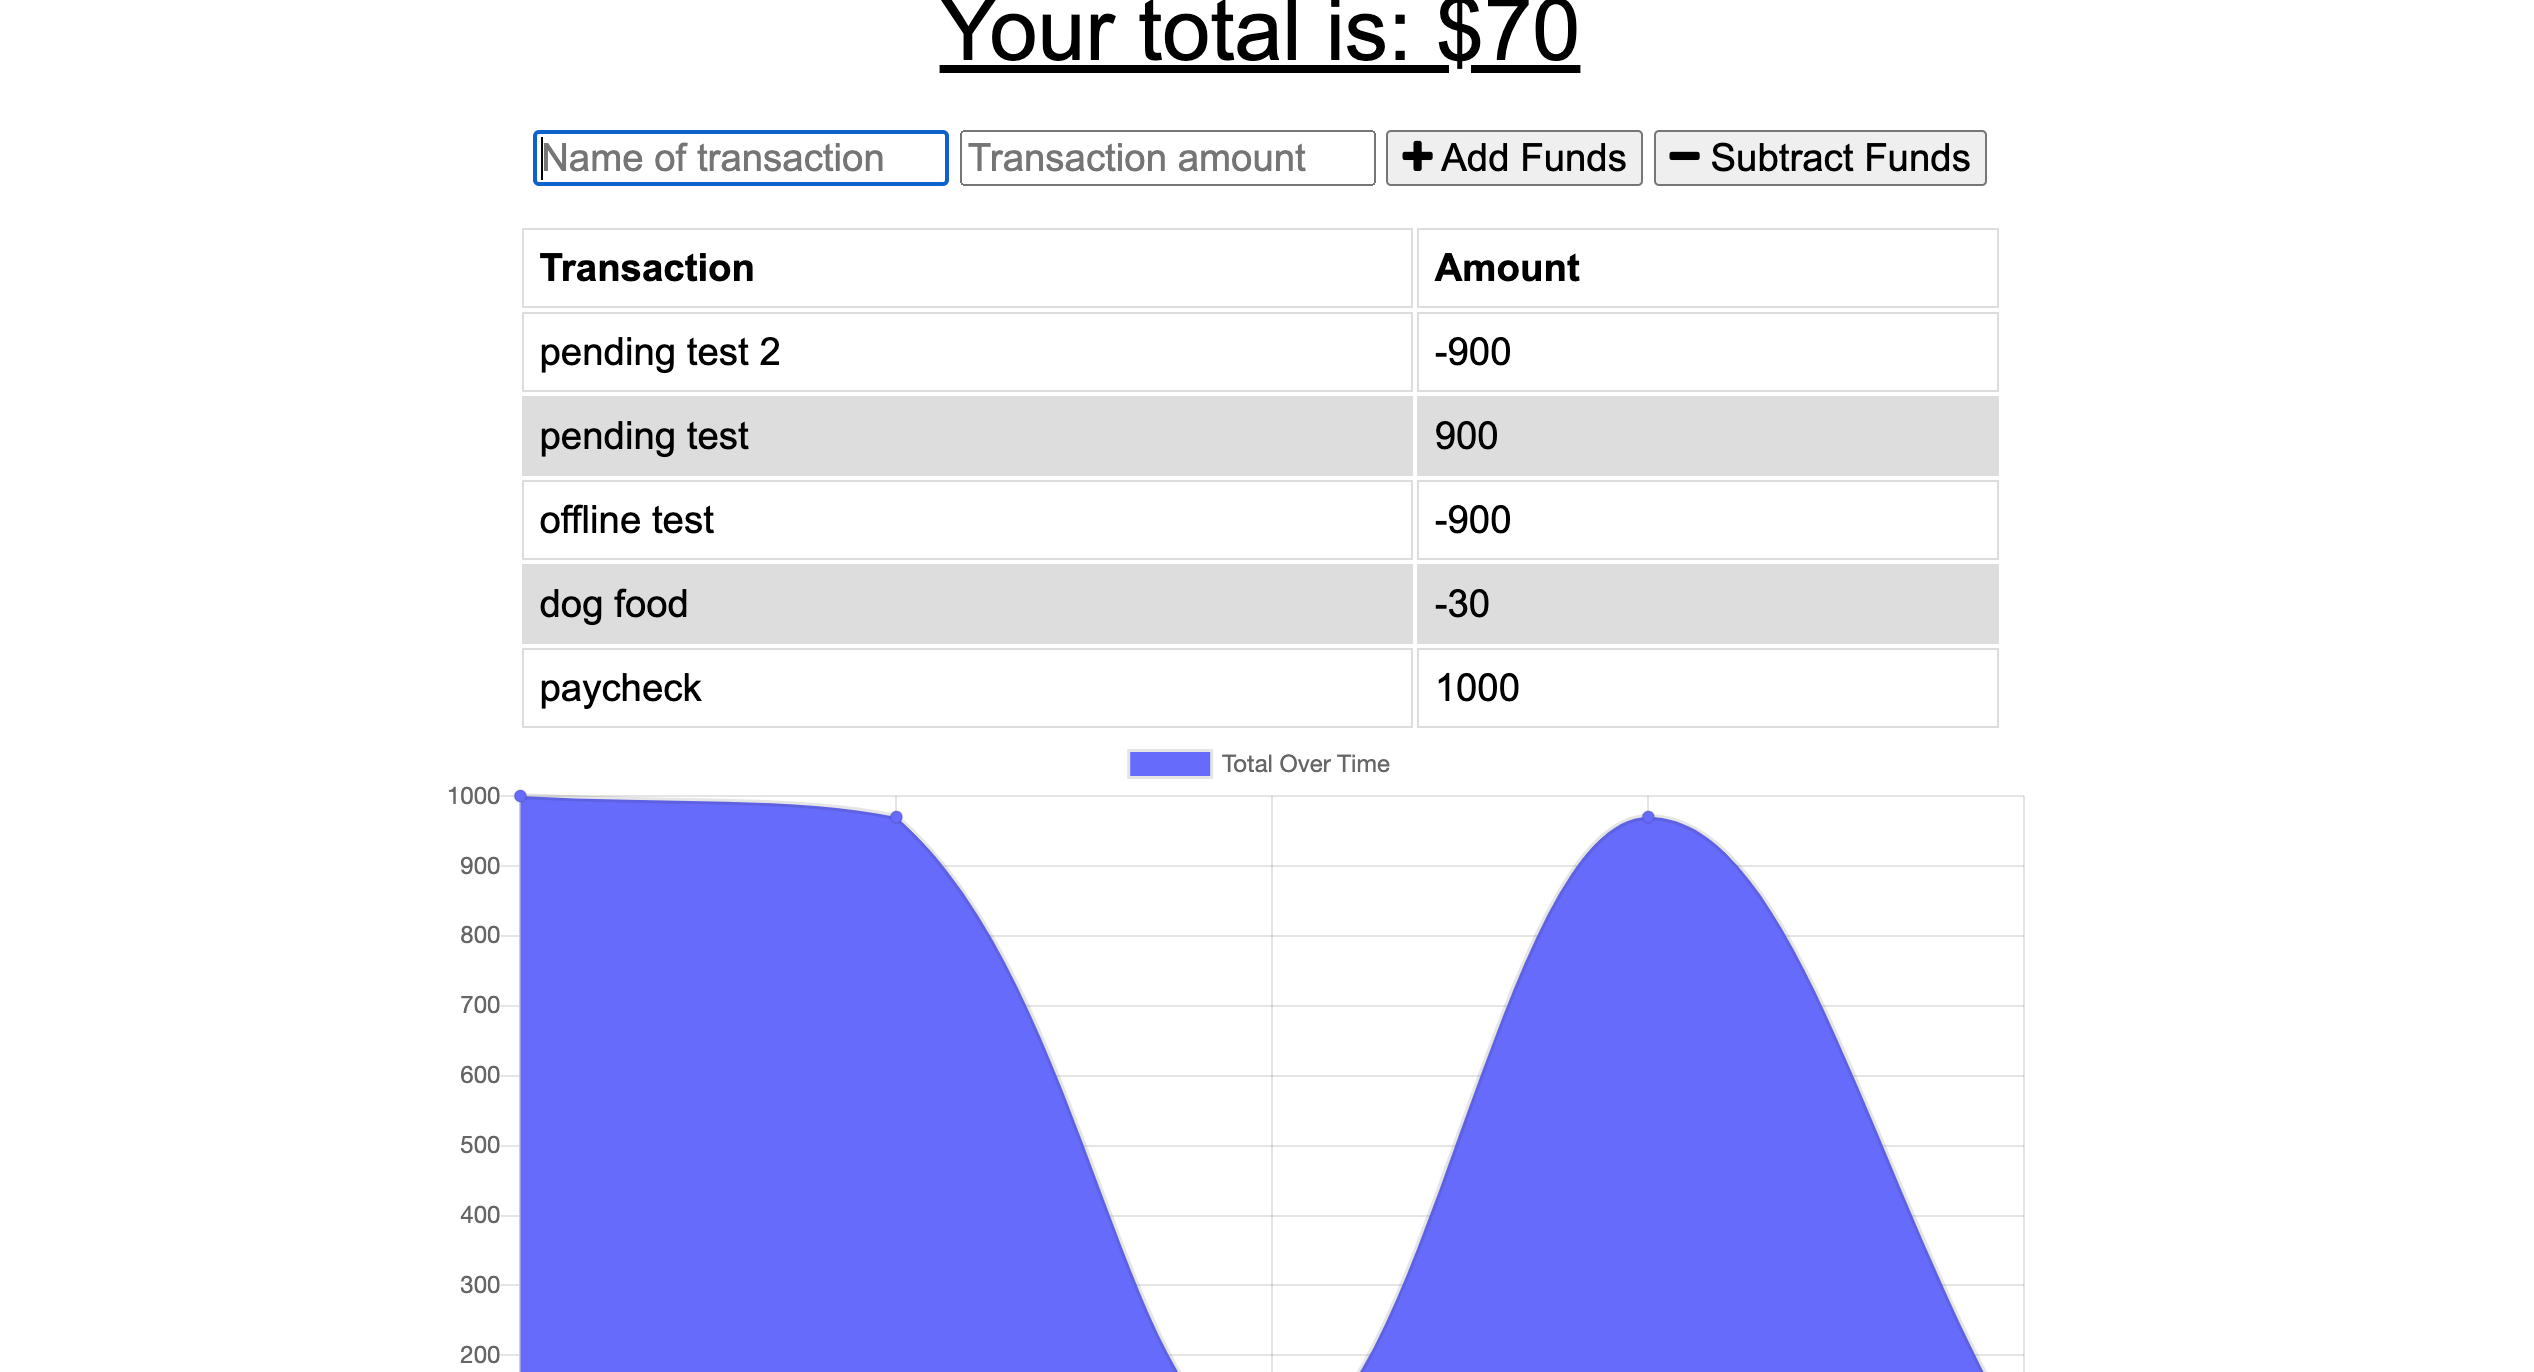 Your total is: $70
Name of transaction Transaction amount Add Funds Subtract Funds
Transaction Amount
pending test 2 -900
pending test 900
offline test -900
dog food -30
paycheck 1000
Total Over Time
1000
900
800
700
600
500
400
300
200